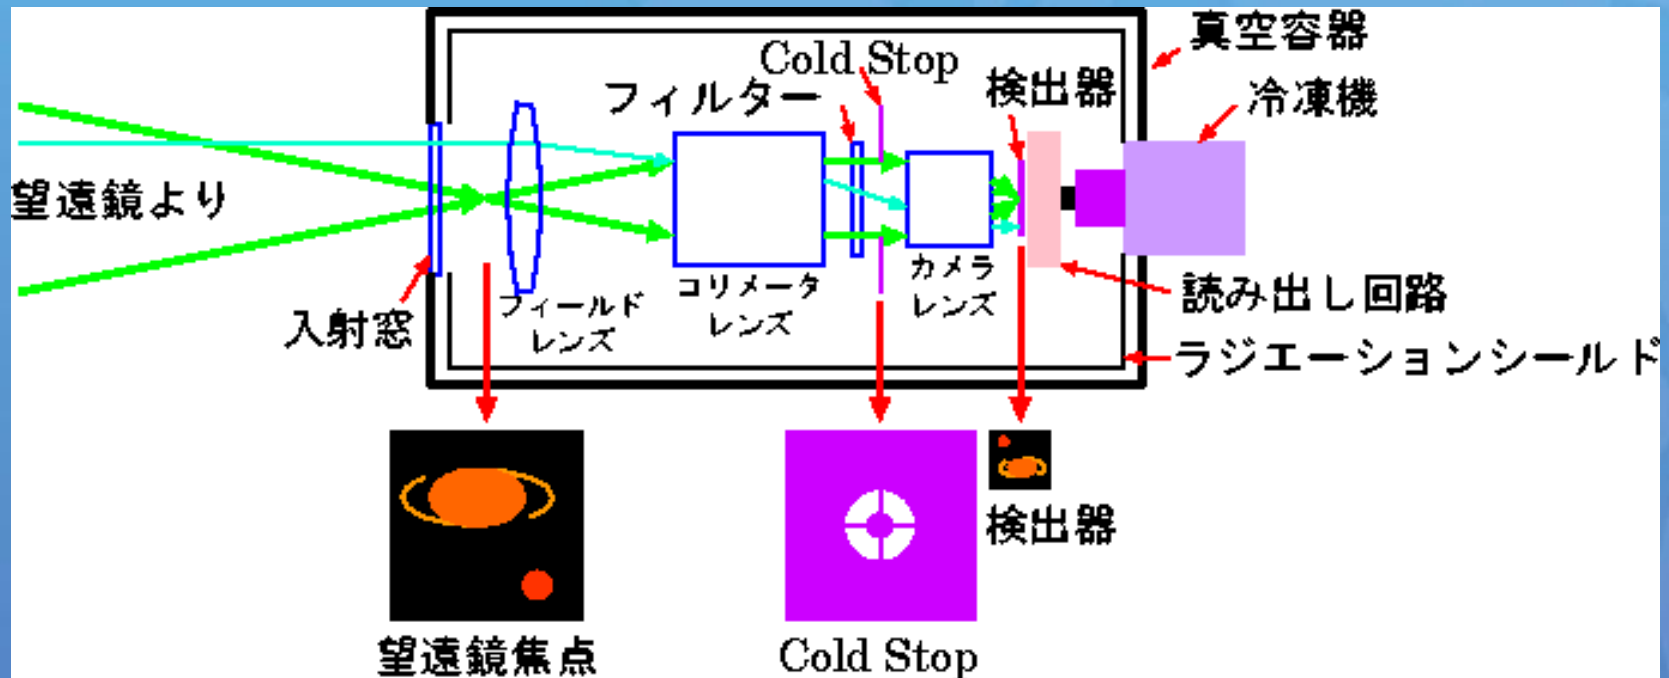 Cold Stop
真空容器
フィルター
検出器
冷凍機
望遠鏡より
入射窓
フィールド
レンズ
コリメータ
レンズ
カメラ
レンズ
読み出し回路
ラジエーションシールド
望遠鏡焦点
Cold Stop
検出器